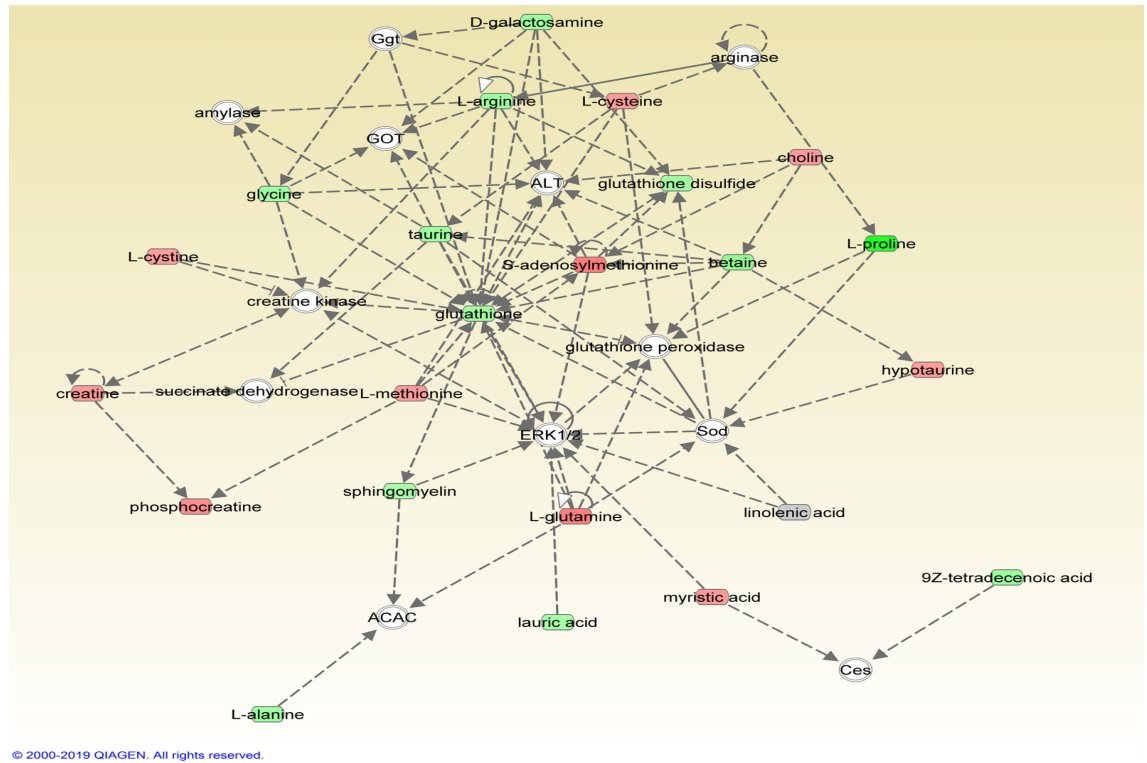 D-galactosamine
Ggt
arginase
L-arginine
L-cysteine
amylase
GOT
choline
ALT
glutathione disulfide
glycine
taurine
L-proline
L-cystine
S-adenosylmethionine
betaine
creatine kinase
glutathione
glutathione peroxidase
hypotaurine
creatine
succinate dehydrogenase
L-methionine
ERK1/2
Sod
sphingomyelin
phosphocreatine
L-glutamine
linolenic acid
9Z-tetradecenoic acid
myristic acid
ACAC
lauric acid
Ces
L-alanine
© 2000-2019 QIAGEN. All rights reserved.